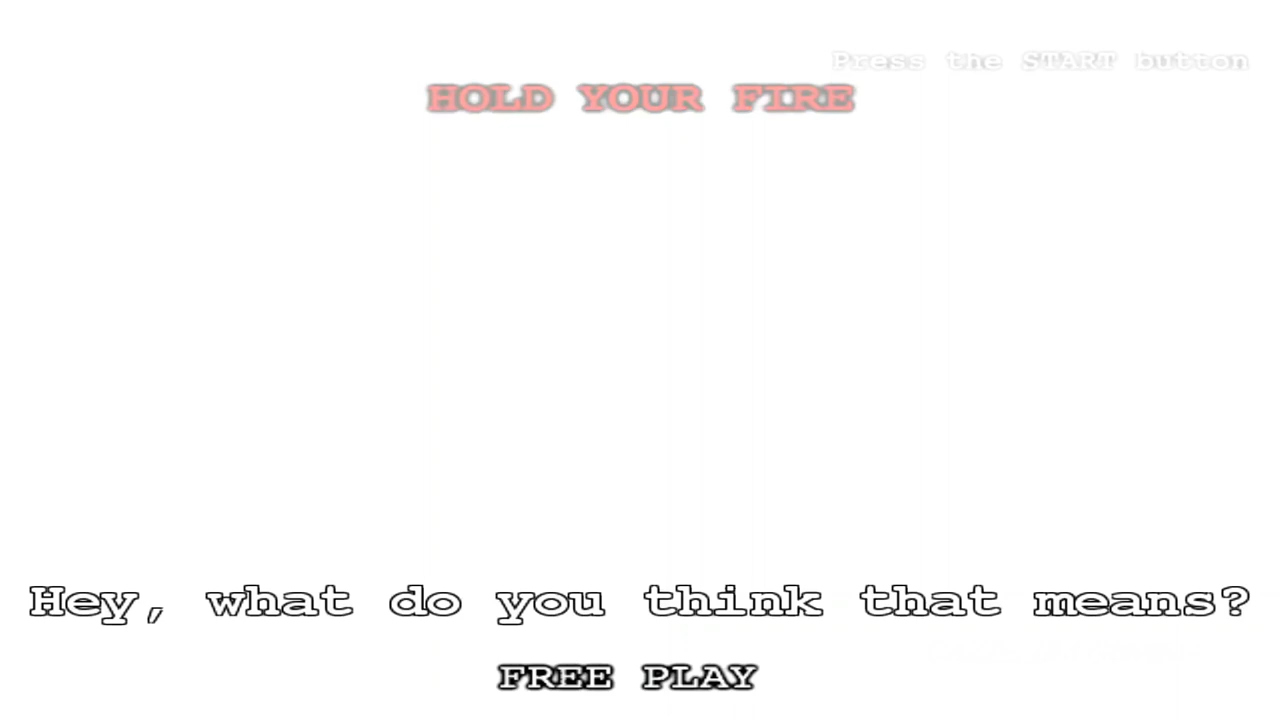 Press the START button
HOLD YOUR FIRE
Hey, what do you think that means?
FREE PLAY